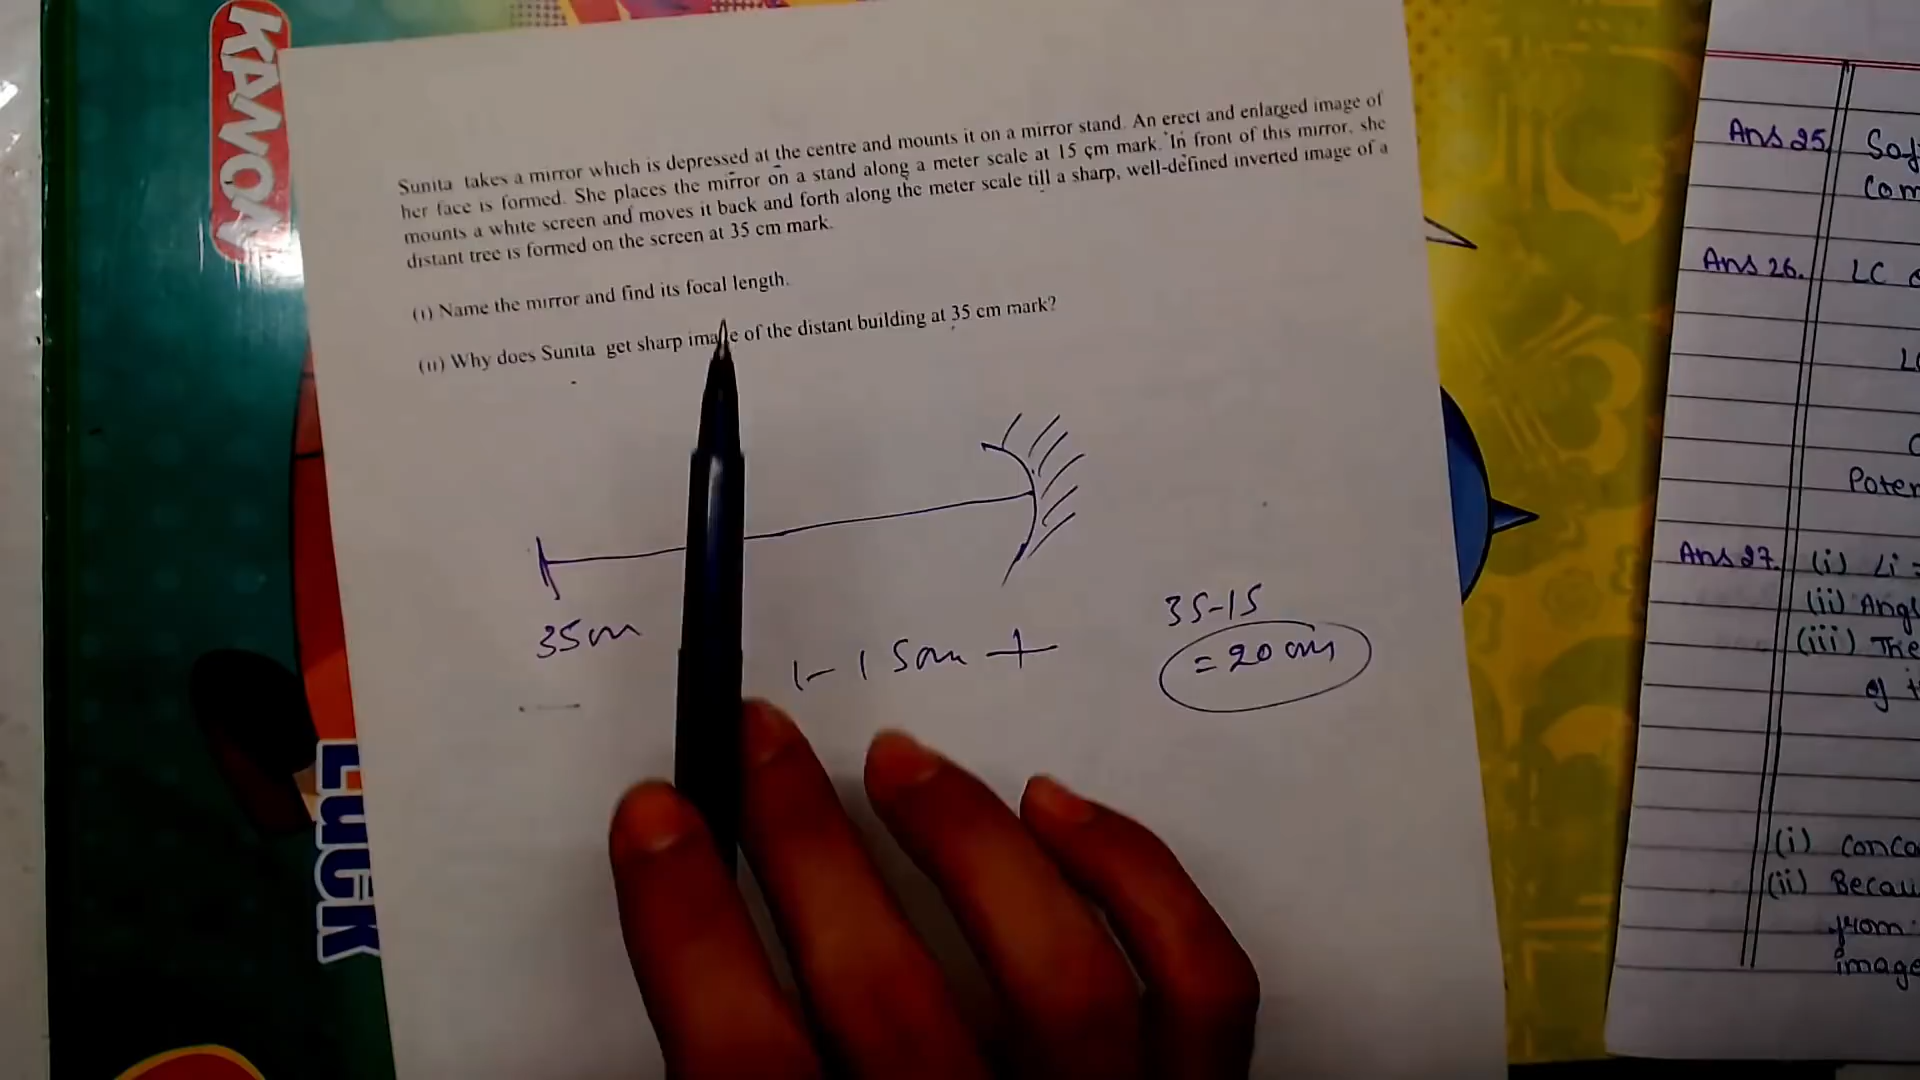 KANON
Sunita takes a mirror which is depressed at the centre and mounts it on a mirror stand. An erect and enlarged image of
her face is formed. She places the mirror on a stand along a meter scale at 15 cm mark. In front of this mirror, she
mounts a white screen and moves it back and forth along the meter scale till a sharp, well-defined inverted image of a
distant tree is formed on the screen at 35 cm mark.
(i) Name the mirror and find its focal length.
(ii) Why does Sunita get sharp image of the distant building at 35 cm mark?
35cm
15cm
35-15
= 20 cm
LUCK
Ans 25
Com
Ans 26.
LC
Poten
Ans 27.
(i) Li =
(ii) Angl
(iii) The
of
(i) Conca
(ii) Becau
from
image